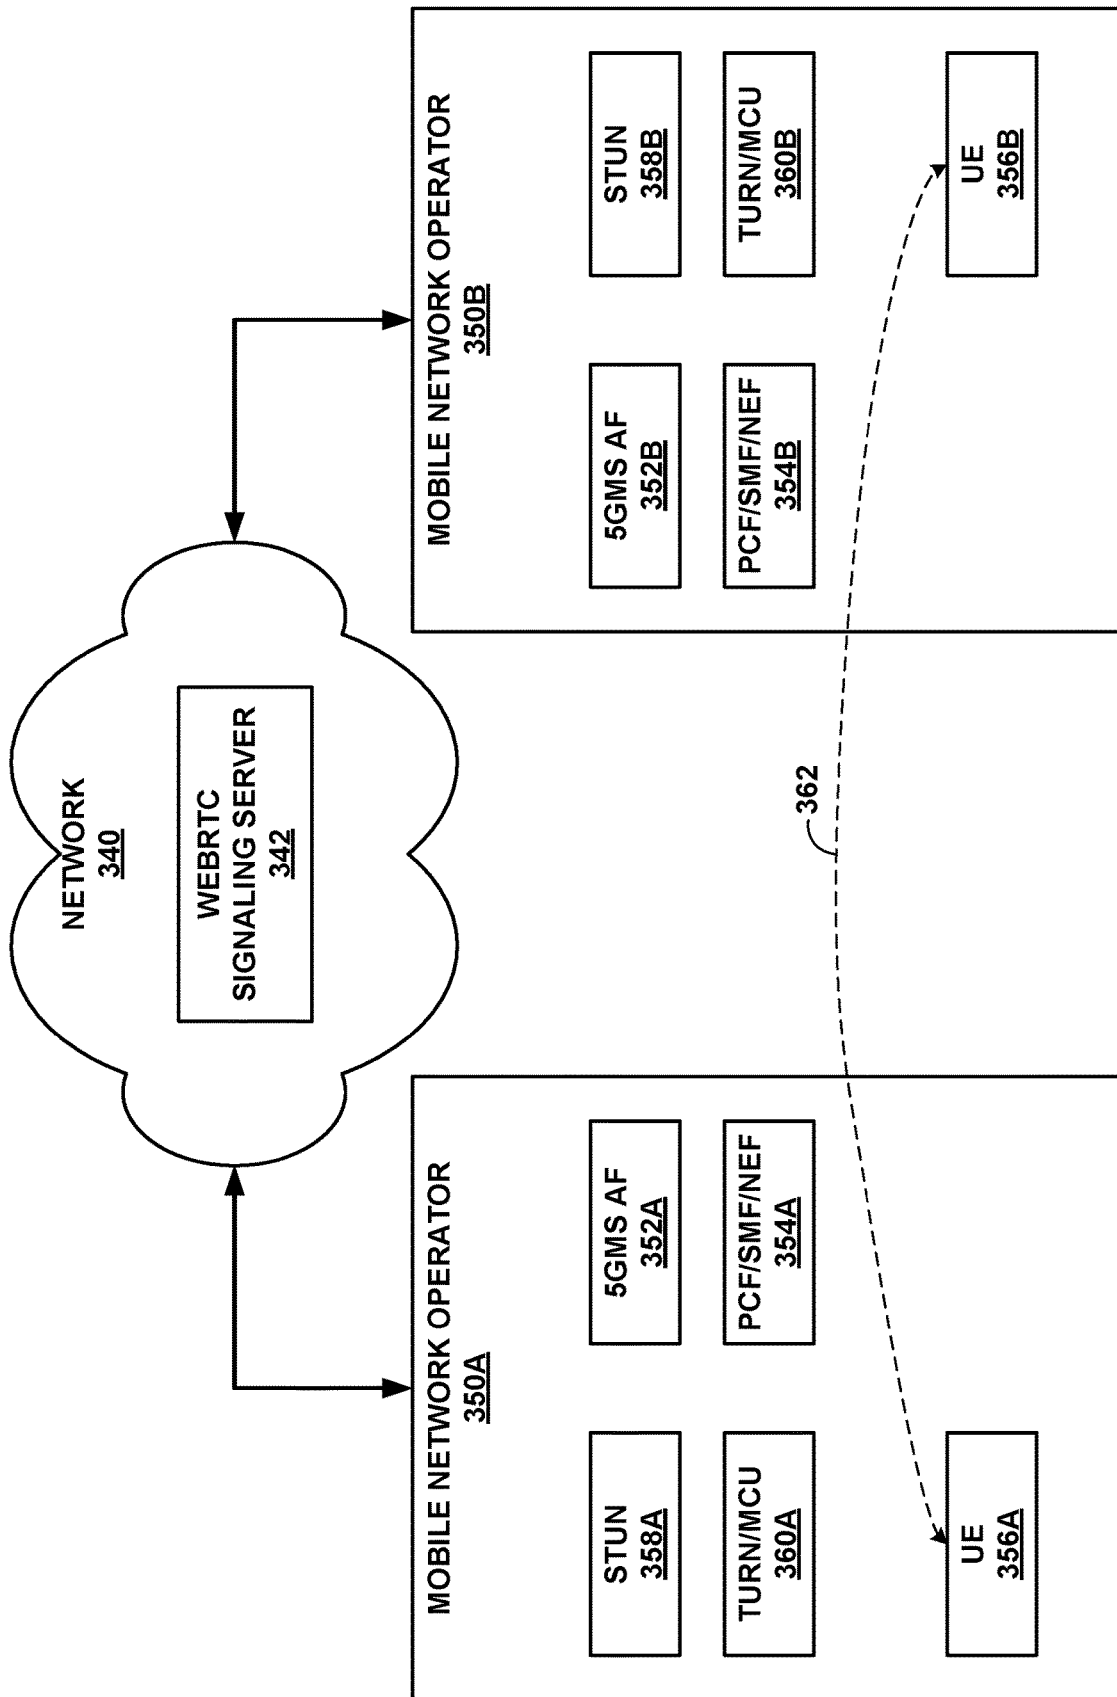 NETWORK
340
WEBRTC
SIGNALING SERVER
342
MOBILE NETWORK OPERATOR
350A
STUN
358A
5GMS AF
352A
TURN/MCU
360A
PCF/SMF/NEF
354A
UE
356A
362
MOBILE NETWORK OPERATOR
350B
5GMS AF
352B
STUN
358B
PCF/SMF/NEF
354B
TURN/MCU
360B
UE
356B